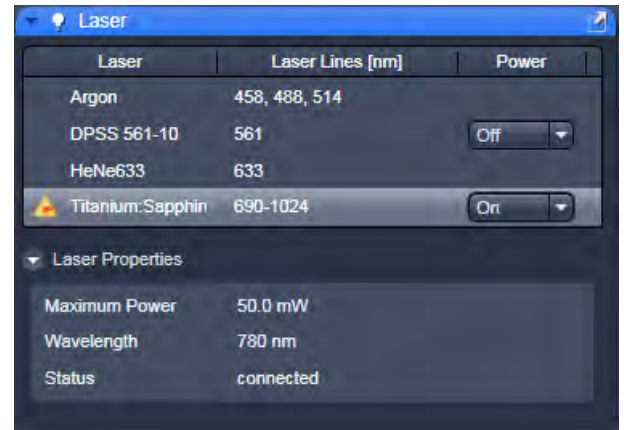 Laser
Laser Laser Lines [nm] Power
Argon 458, 488, 514
DPSS 561-10 561 Off
HeNe633 633
Titanium:Sapphir 690-1024 On
Laser Properties
Maximum Power 50.0 mW
Wavelength 780 nm
Status connected